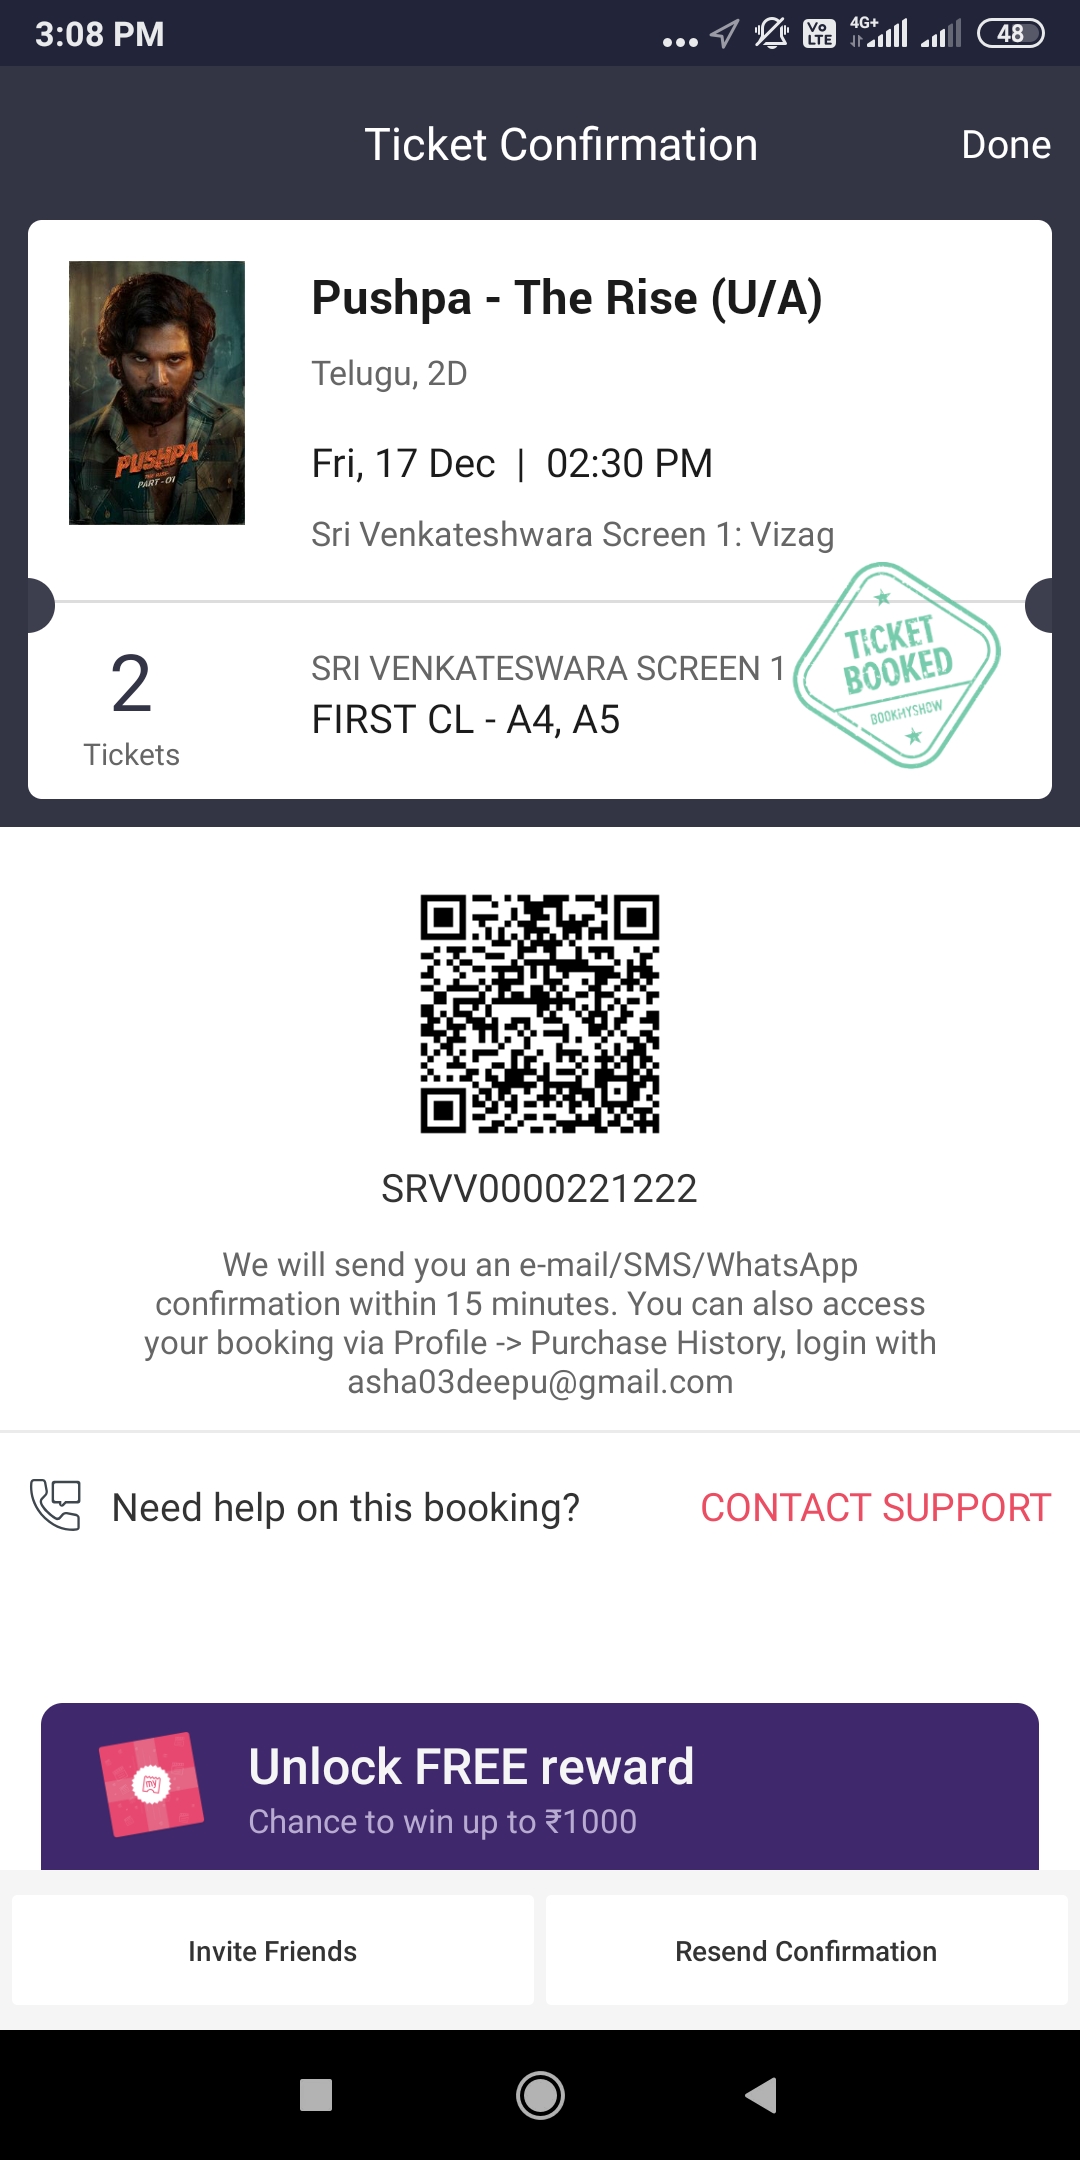 3:08 PM
Vo LTE
4G+
48
Ticket Confirmation
Done
Pushpa - The Rise (U/A)
Telugu, 2D
PUSHPA
THE RISE
PART-01
Fri, 17 Dec | 02:30 PM
Sri Venkateshwara Screen 1: Vizag
2
Tickets
SRI VENKATESWARA SCREEN 1
FIRST CL - A4, A5
TICKET
BOOKED
BOOKMYSHOW
SRVV0000221222
We will send you an e-mail/SMS/WhatsApp
confirmation within 15 minutes. You can also access
your booking via Profile -> Purchase History, login with
asha03deepu@gmail.com
Need help on this booking?
CONTACT SUPPORT
my
Unlock FREE reward
Chance to win up to ₹1000
Invite Friends
Resend Confirmation